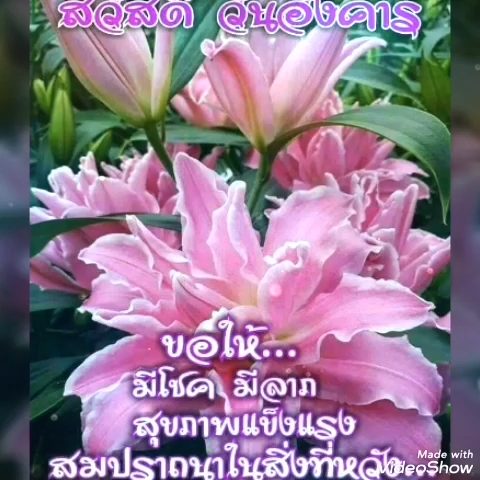 สวัสดี วันอังคาร
ขอให้...
มีโชค มีลาภ
สุขภาพแข็งแรง
สมปราถนาในสิ่งที่หวัง...
Made with
VideoShow